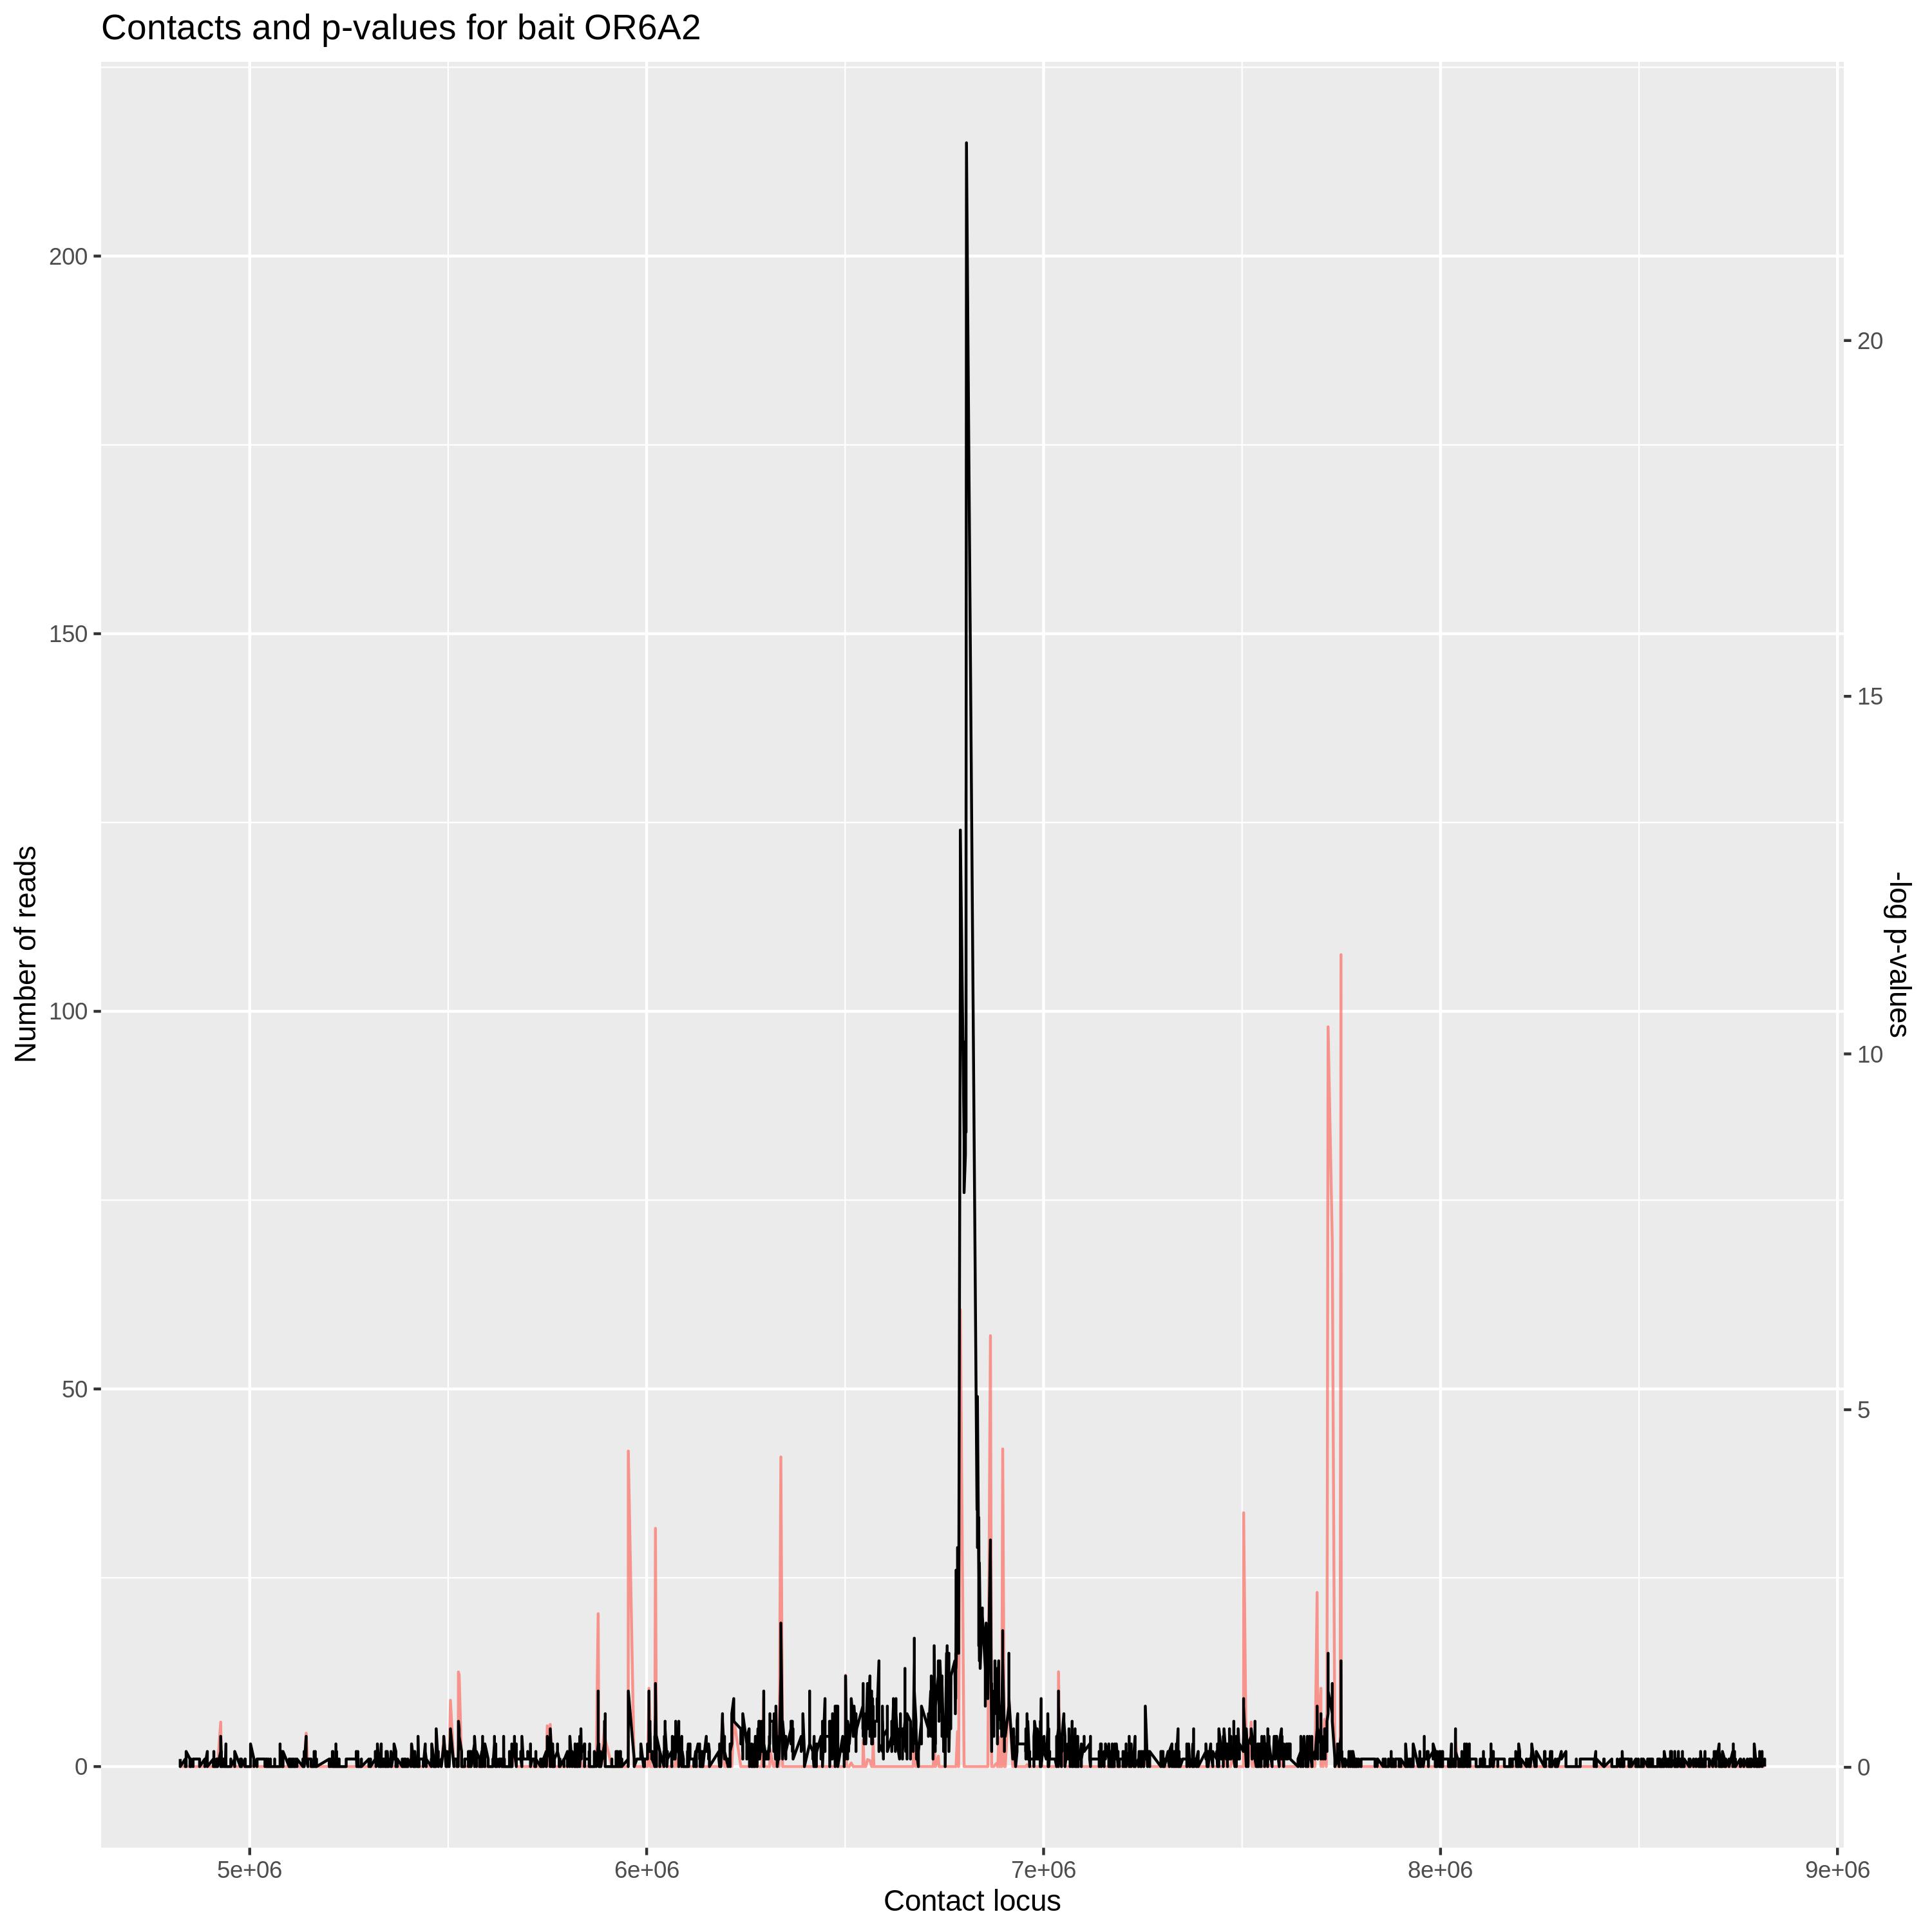 Contacts and p-values for bait OR6A2
Number of reads
200
150
100
50
0
20
15
10
5
0
-log p-values
5e+06
6e+06
7e+06
8e+06
9e+06
Contact locus